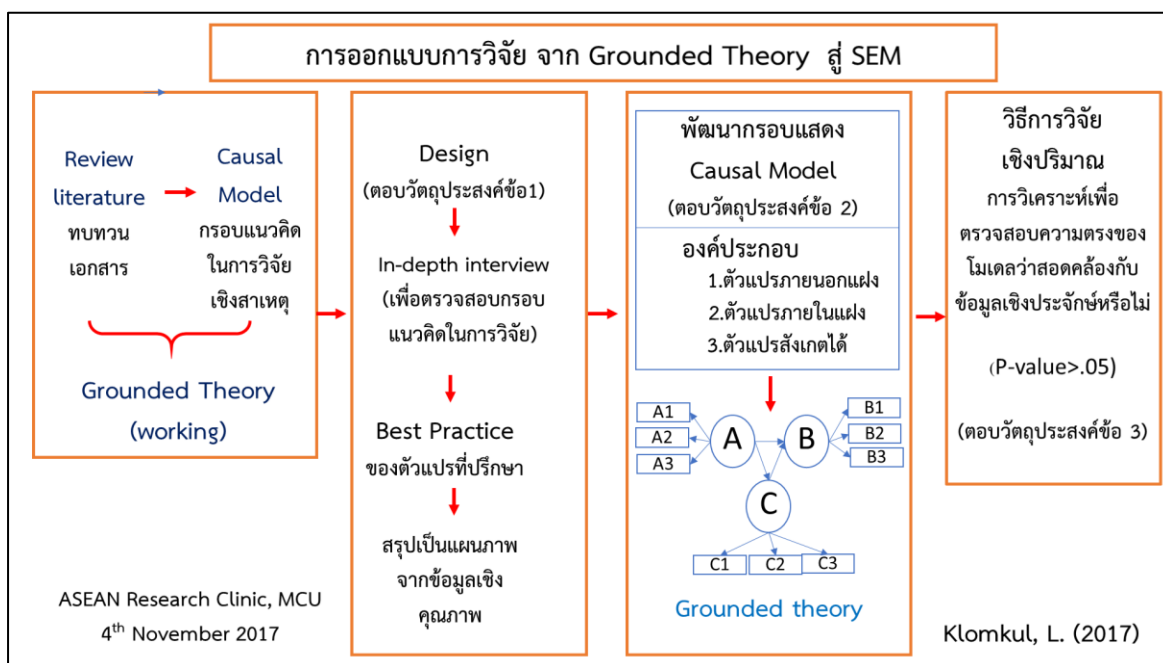 การออกแบบการวิจัย จาก Grounded Theory สู่ SEM
Review
literature
ทบทวน
เอกสาร
Causal
Model
กรอบแนวคิด
ในการวิจัย
เชิงสาเหตุ
Grounded Theory
(working)
Design
(ตอบวัตถุประสงค์ข้อ1)
In-depth interview
(เพื่อตรวจสอบกรอบ
แนวคิดในการวิจัย)
Best Practice
ของตัวแปรที่ปรึกษา
สรุปเป็นแผนภาพ
จากข้อมูลเชิง
คุณภาพ
พัฒนากรอบแสดง
Causal Model
(ตอบวัตถุประสงค์ข้อ 2)
องค์ประกอบ
1.ตัวแปรภายนอกแฝง
2.ตัวแปรภายในแฝง
3.ตัวแปรสังเกตได้
A1
A2
A3
A
B
B1
B2
B3
C
C1
C2
C3
Grounded theory
วิธีการวิจัย
เชิงปริมาณ
การวิเคราะห์เพื่อ
ตรวจสอบความตรงของ
โมเดลว่าสอดคล้องกับ
ข้อมูลเชิงประจักษ์หรือไม่
(P-value>.05)
(ตอบวัตถุประสงค์ข้อ 3)
ASEAN Research Clinic, MCU
4th November 2017
Klomkul, L. (2017)